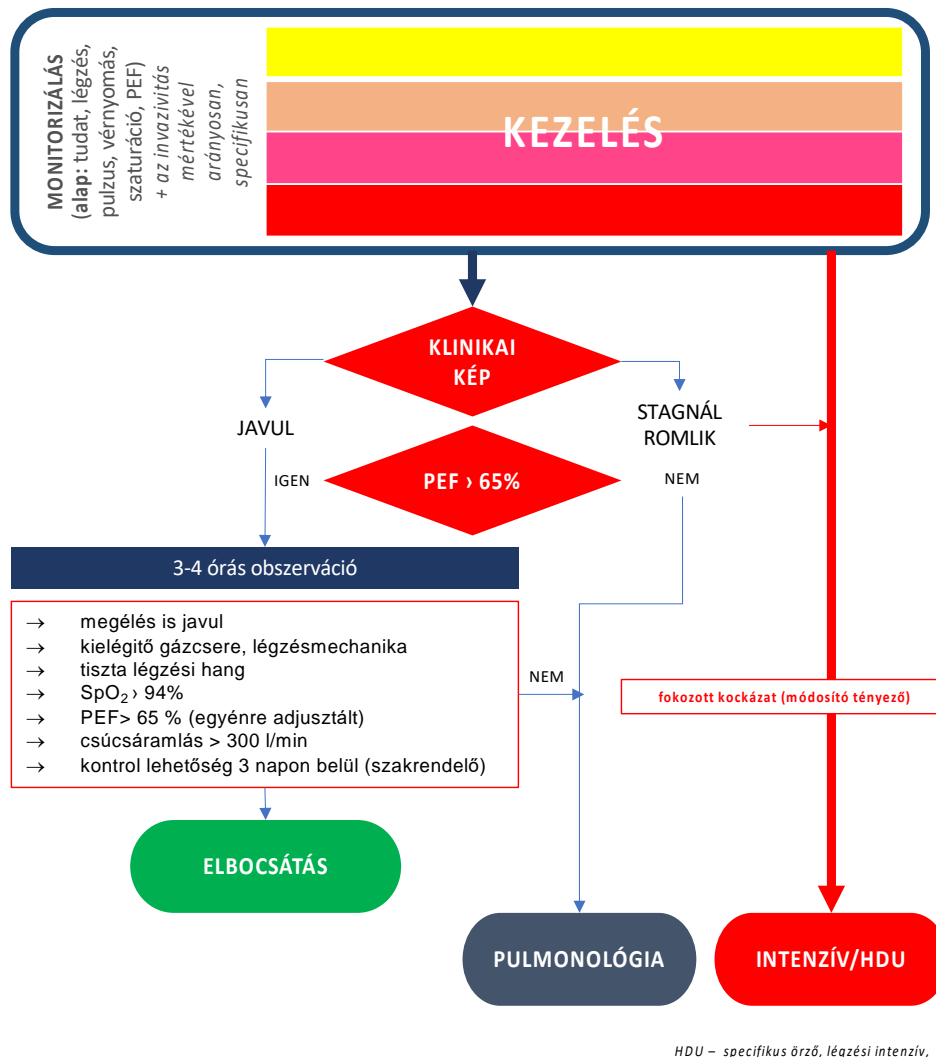 MONITORIZÁLÁS
(alap: tudat, légzés,
pulzus, vérnyomás,
szaturáció, PEF)
+ az invazivitás
mértékével
arányosan,
specifikusan
KEZELÉS
KLINIKAI
KÉP
JAVUL
STAGNÁL
ROMLIK
IGEN
PEF › 65%
NEM
3-4 órás obszerváció
→ megélés is javul
→ kielégitő gázcsere, légzésmechanika
→ tiszta légzési hang
→ SpO₂ › 94%
→ PEF> 65 % (egyénre adjusztált)
→ csúcsáramlás > 300 l/min
→ kontrol lehetőség 3 napon belül (szakrendelő)
NEM
fokozott kockázat (módosító tényező)
ELBOCSÁTÁS
PULMONOLÓGIA
INTENZÍV/HDU
HDU – specifikus örző, légzési intenzív,